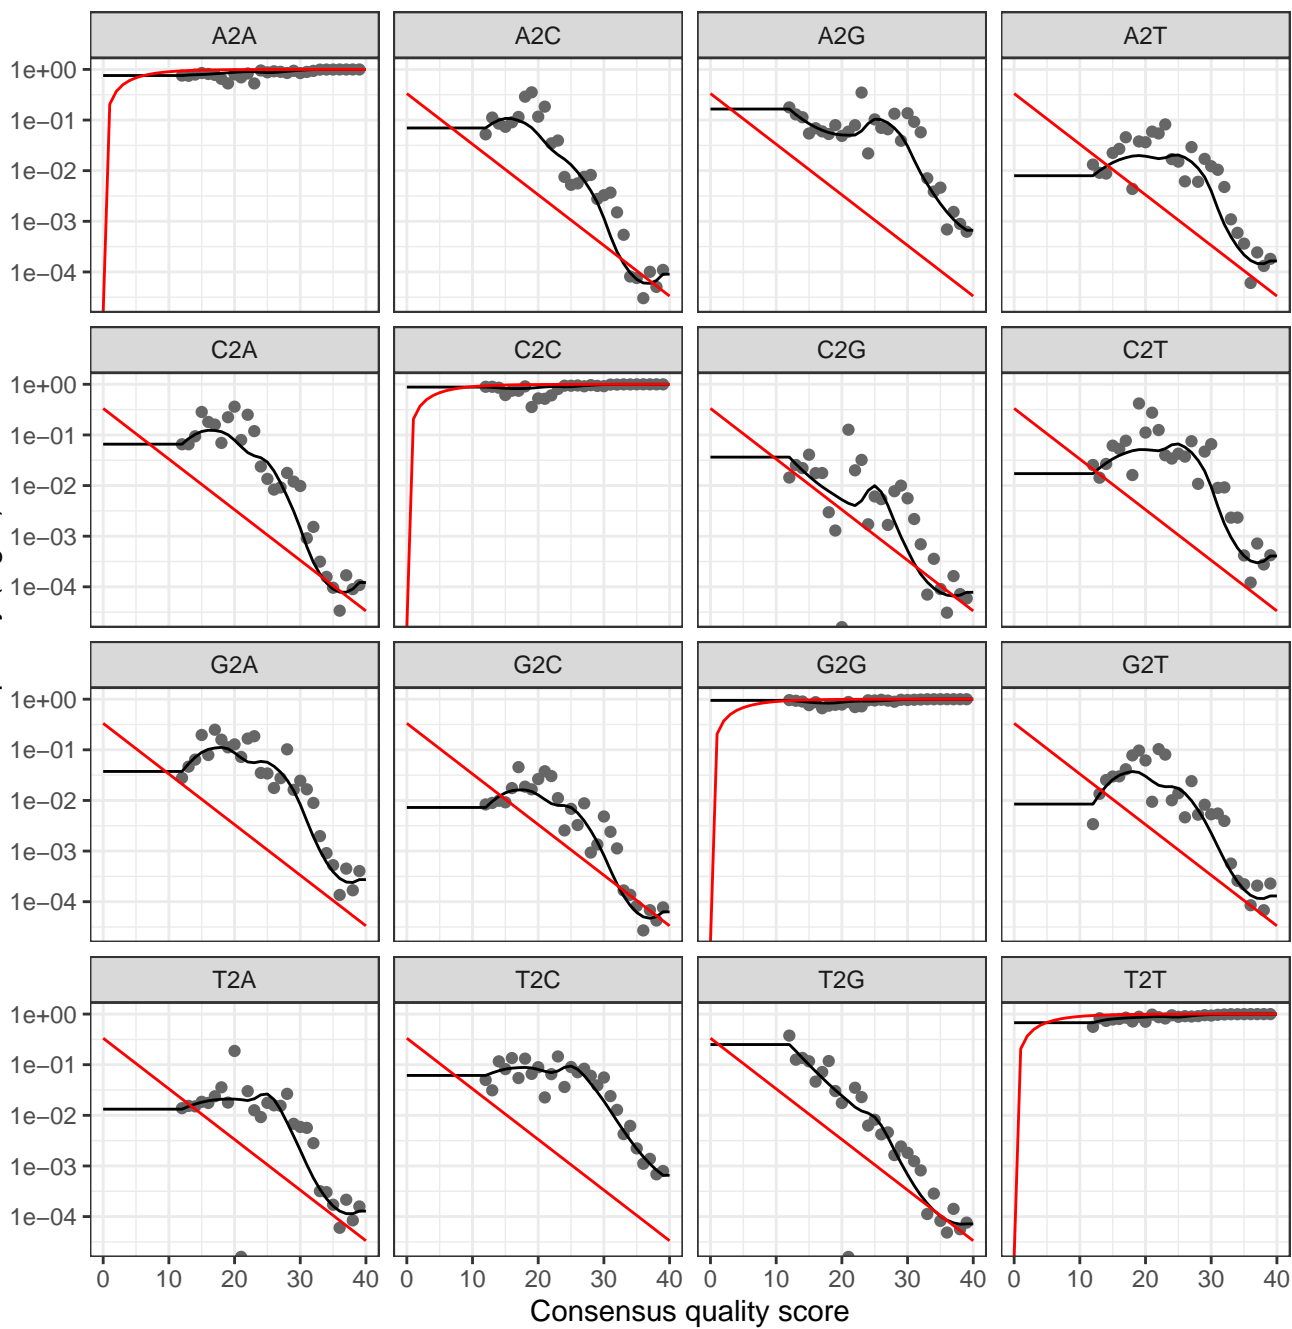 A2A A2C A2G A2T
1e+00
1e−01
1e−02
1e−03
1e−04
C2A C2C C2G C2T
1e+00
1e−01
1e−02
1e−03
1e−04
G2A G2C G2G G2T
1e+00
1e−01
1e−02
1e−03
1e−04
T2A T2C T2G T2T
1e+00
1e−01
1e−02
1e−03
1e−04
0 10 20 30 40 0 10 20 30 40 0 10 20 30 40 0 10 20 30 40
Consensus quality score